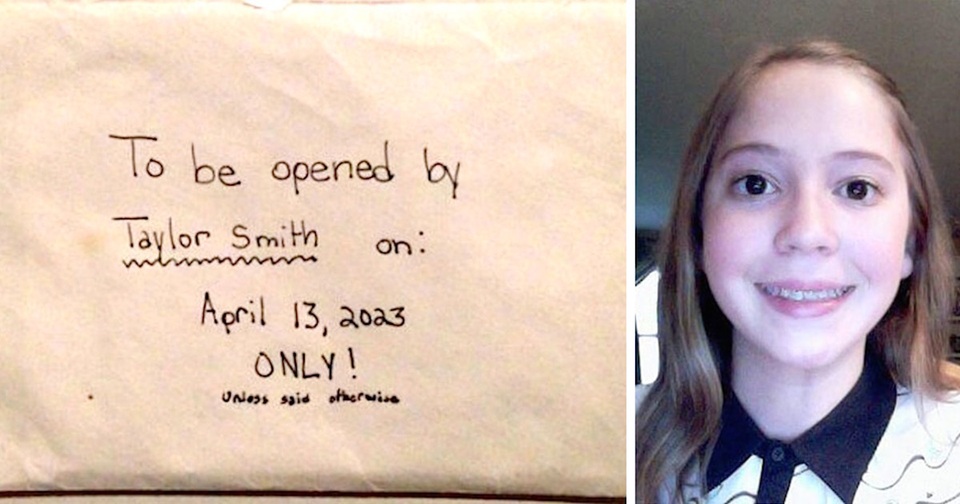 To be opened by
Taylor Smith on:
April 13, 2023
ONLY!
unless said otherwise